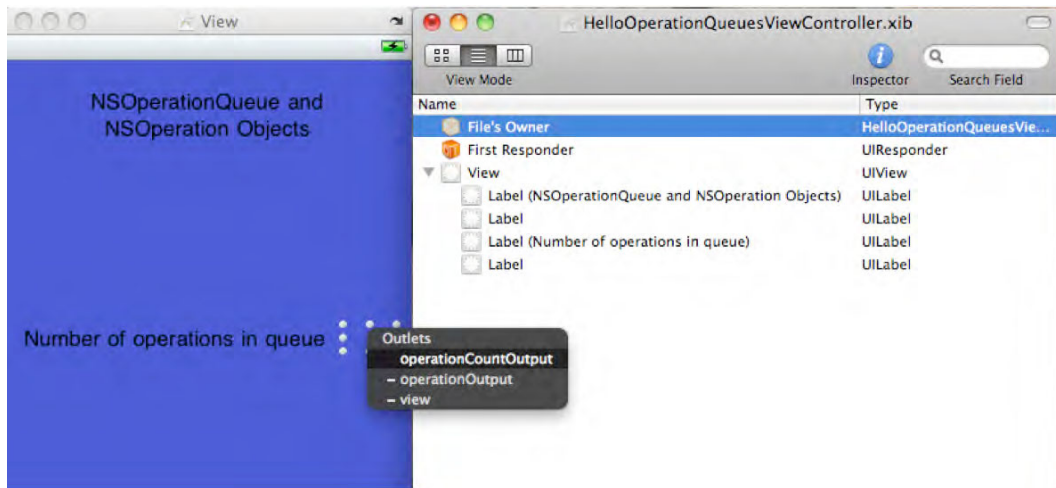 View
NSOperationQueue and
NSOperation Objects
Number of operations in queue
Outlets
operationCountOutput
– operationOutput
– view
HelloOperationQueuesViewController.xib
View Mode
Inspector
Search Field
Name
Type
File's Owner
HelloOperationQueuesVie...
First Responder
UIResponder
View
UIView
Label (NSOperationQueue and NSOperation Objects)
UILabel
Label
UILabel
Label (Number of operations in queue)
UILabel
Label
UILabel